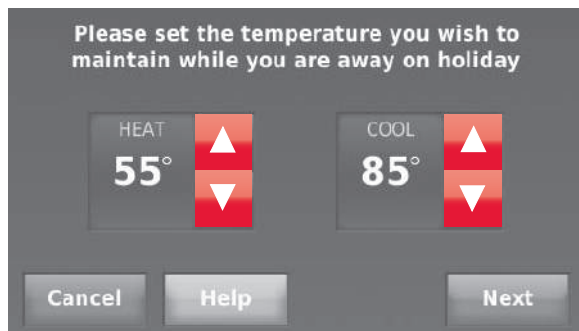 Please set the temperature you wish to
maintain while you are away on holiday
HEAT COOL
55° 85°
Cancel Help Next